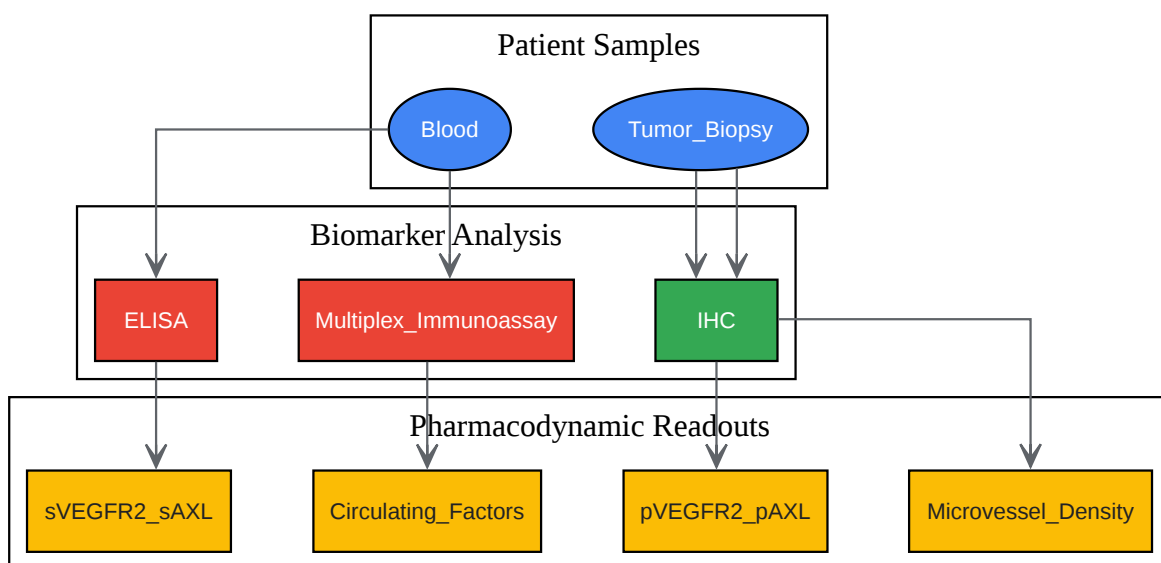 Patient Samples
Blood
Tumor_Biopsy
Biomarker Analysis
ELISA
Multiplex_Immunoassay
IHC
Pharmacodynamic Readouts
sVEGFR2_sAXL
Circulating_Factors
pVEGFR2_pAXL
Microvessel_Density